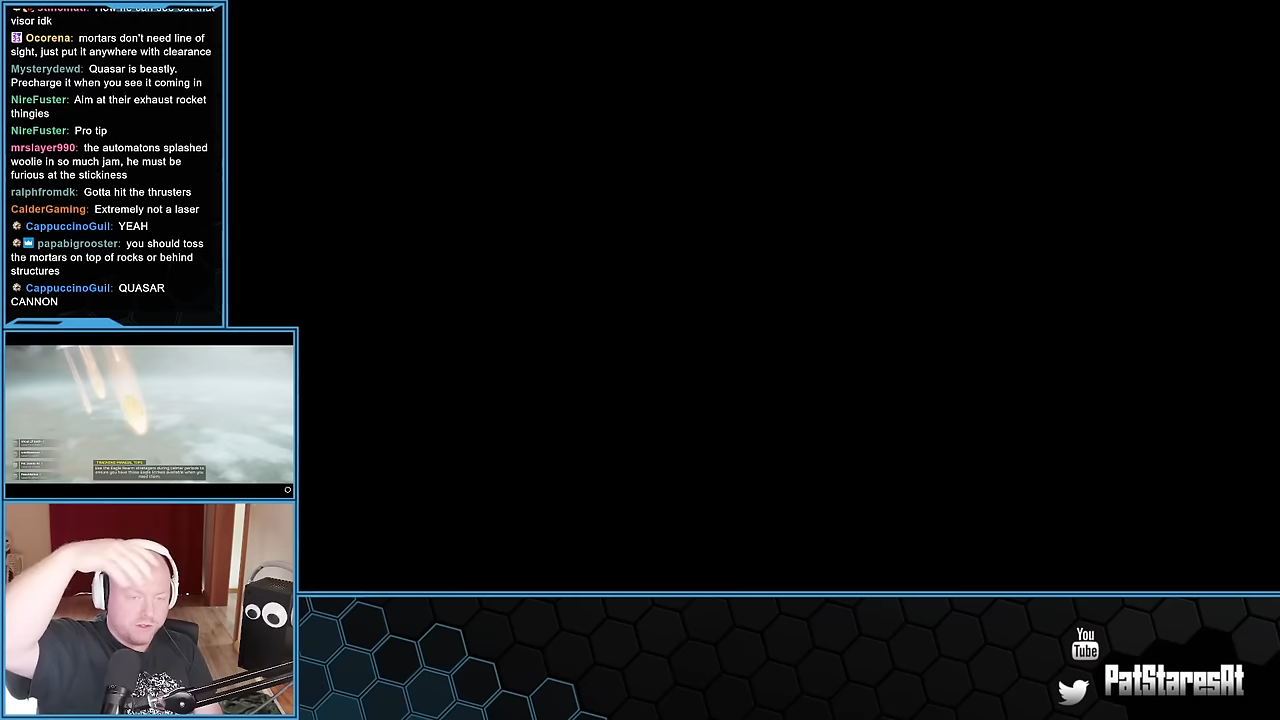 visor idk
Ocorena: mortars don't need line of
sight, just put it anywhere with clearance
Mysterydewd: Quasar is beastly.
Precharge it when you see it coming in
NireFuster: Aim at their exhaust rocket
thingies
NireFuster: Pro tip
mrslayer990: the automatons splashed
woolie in so much jam, he must be
furious at the stickiness
ralphfromdk: Gotta hit the thrusters
CalderGaming: Extremely not a laser
CappuccinoGuil: YEAH
papabigrooster: you should toss
the mortars on top of rocks or behind
structures
CappuccinoGuil: QUASAR
CANNON
You
Tube
PatStaresAt